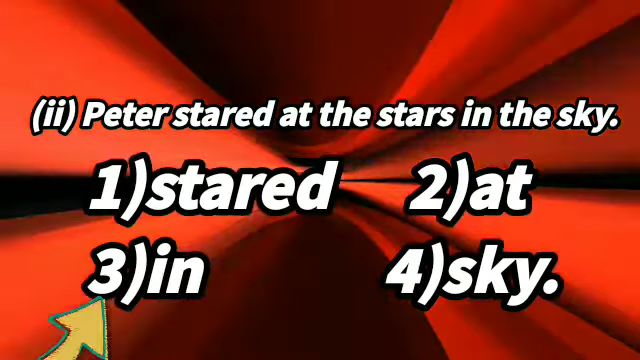 (ii) Peter stared at the stars in the sky.
1)stared 2)at
3)in 4)sky.